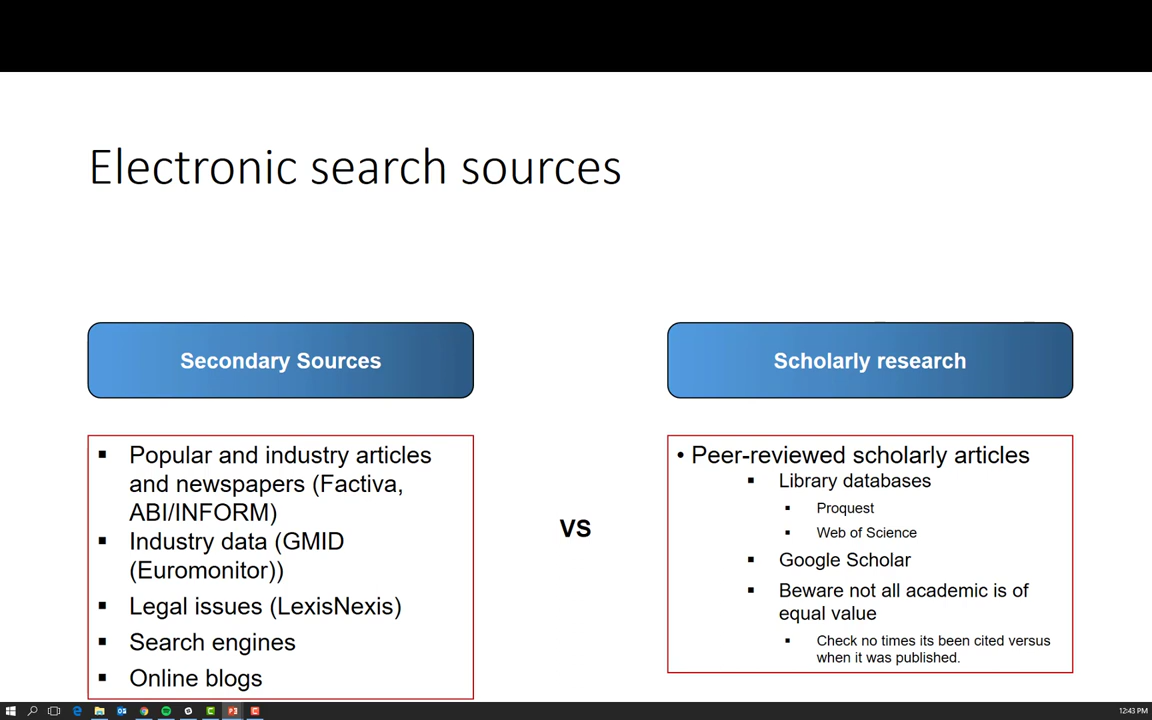 Electronic search sources
Secondary Sources
▪ Popular and industry articles
and newspapers (Factiva,
ABI/INFORM)
▪ Industry data (GMID
(Euromonitor))
▪ Legal issues (LexisNexis)
▪ Search engines
▪ Online blogs
VS
Scholarly research
• Peer-reviewed scholarly articles
▪ Library databases
▪ Proquest
▪ Web of Science
▪ Google Scholar
▪ Beware not all academic is of
equal value
▪ Check no times its been cited versus
when it was published.
12:43 PM